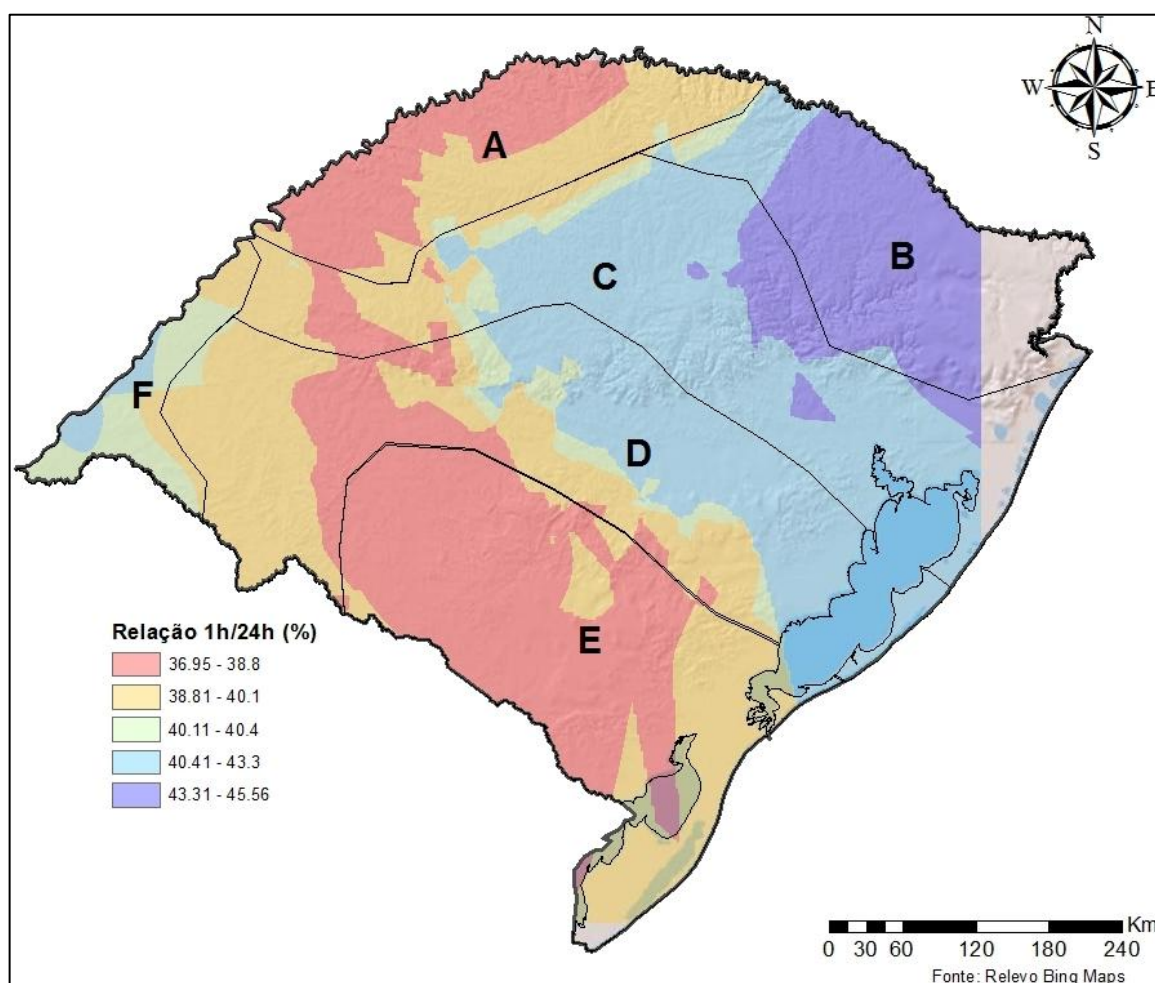 N
W E
S
A
B
C
F
D
E
Relação 1h/24h (%)
36.95 - 38.8
38.81 - 40.1
40.11 - 40.4
40.41 - 43.3
43.31 - 45.56
Km
0 30 60 120 180 240
Fonte: Relevo Bing Maps